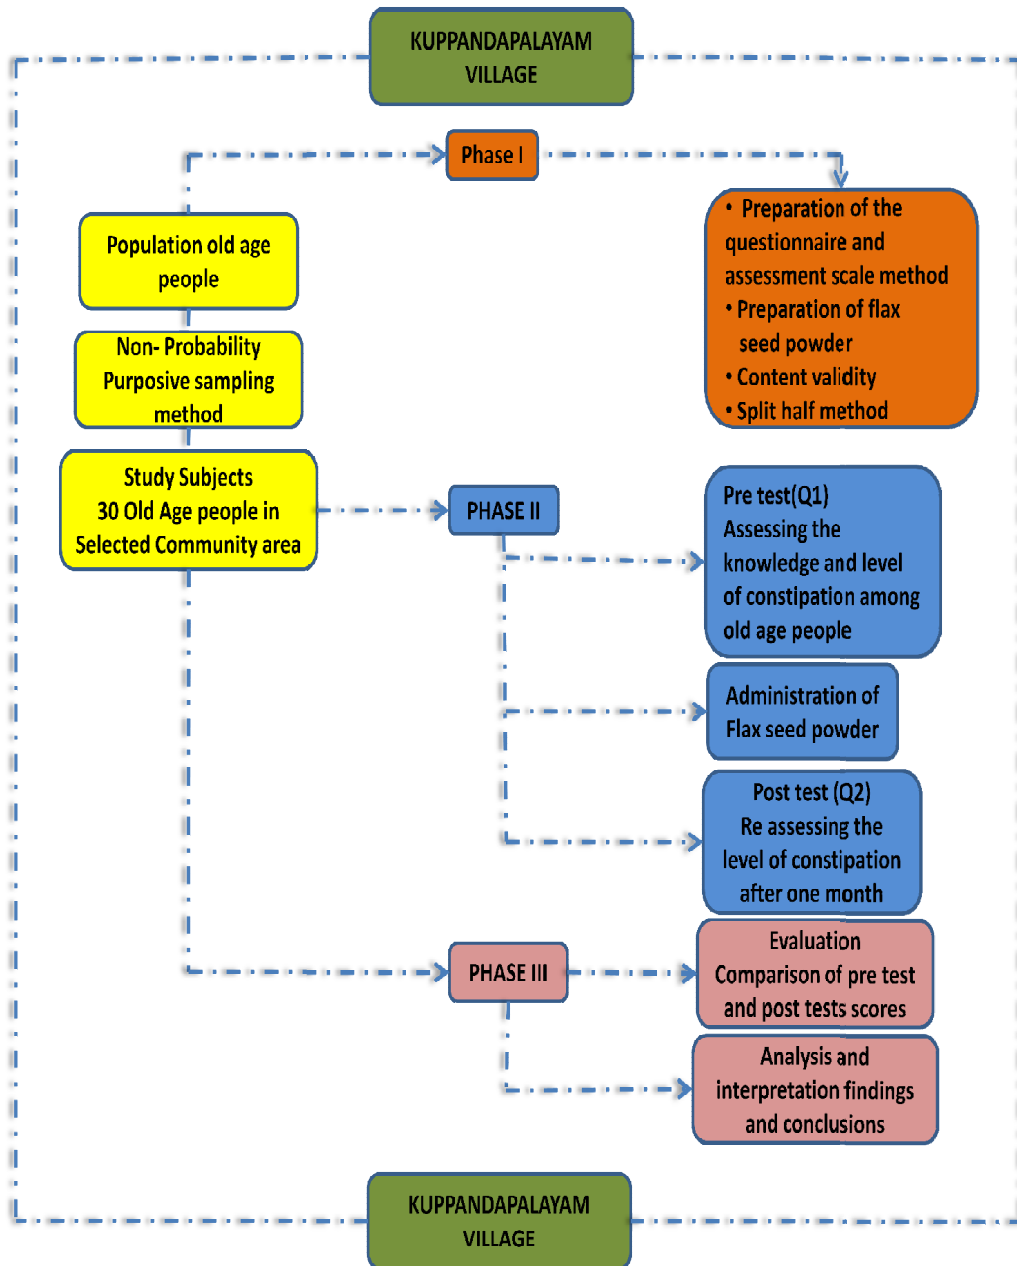 KUPPANDAPALAYAM
VILLAGE
Phase I
• Preparation of the
questionnaire and
assessment scale method
• Preparation of flax
seed powder
• Content validity
• Split half method
Population old age
people
Non- Probability
Purposive sampling
method
Study Subjects
30 Old Age people in
Selected Community area
PHASE II
Pre test(Q1)
Assessing the
knowledge and level
of constipation among
old age people
Administration of
Flax seed powder
Post test (Q2)
Re assessing the
level of constipation
after one month
PHASE III
Evaluation
Comparison of pre test
and post tests scores
Analysis and
interpretation findings
and conclusions
KUPPANDAPALAYAM
VILLAGE